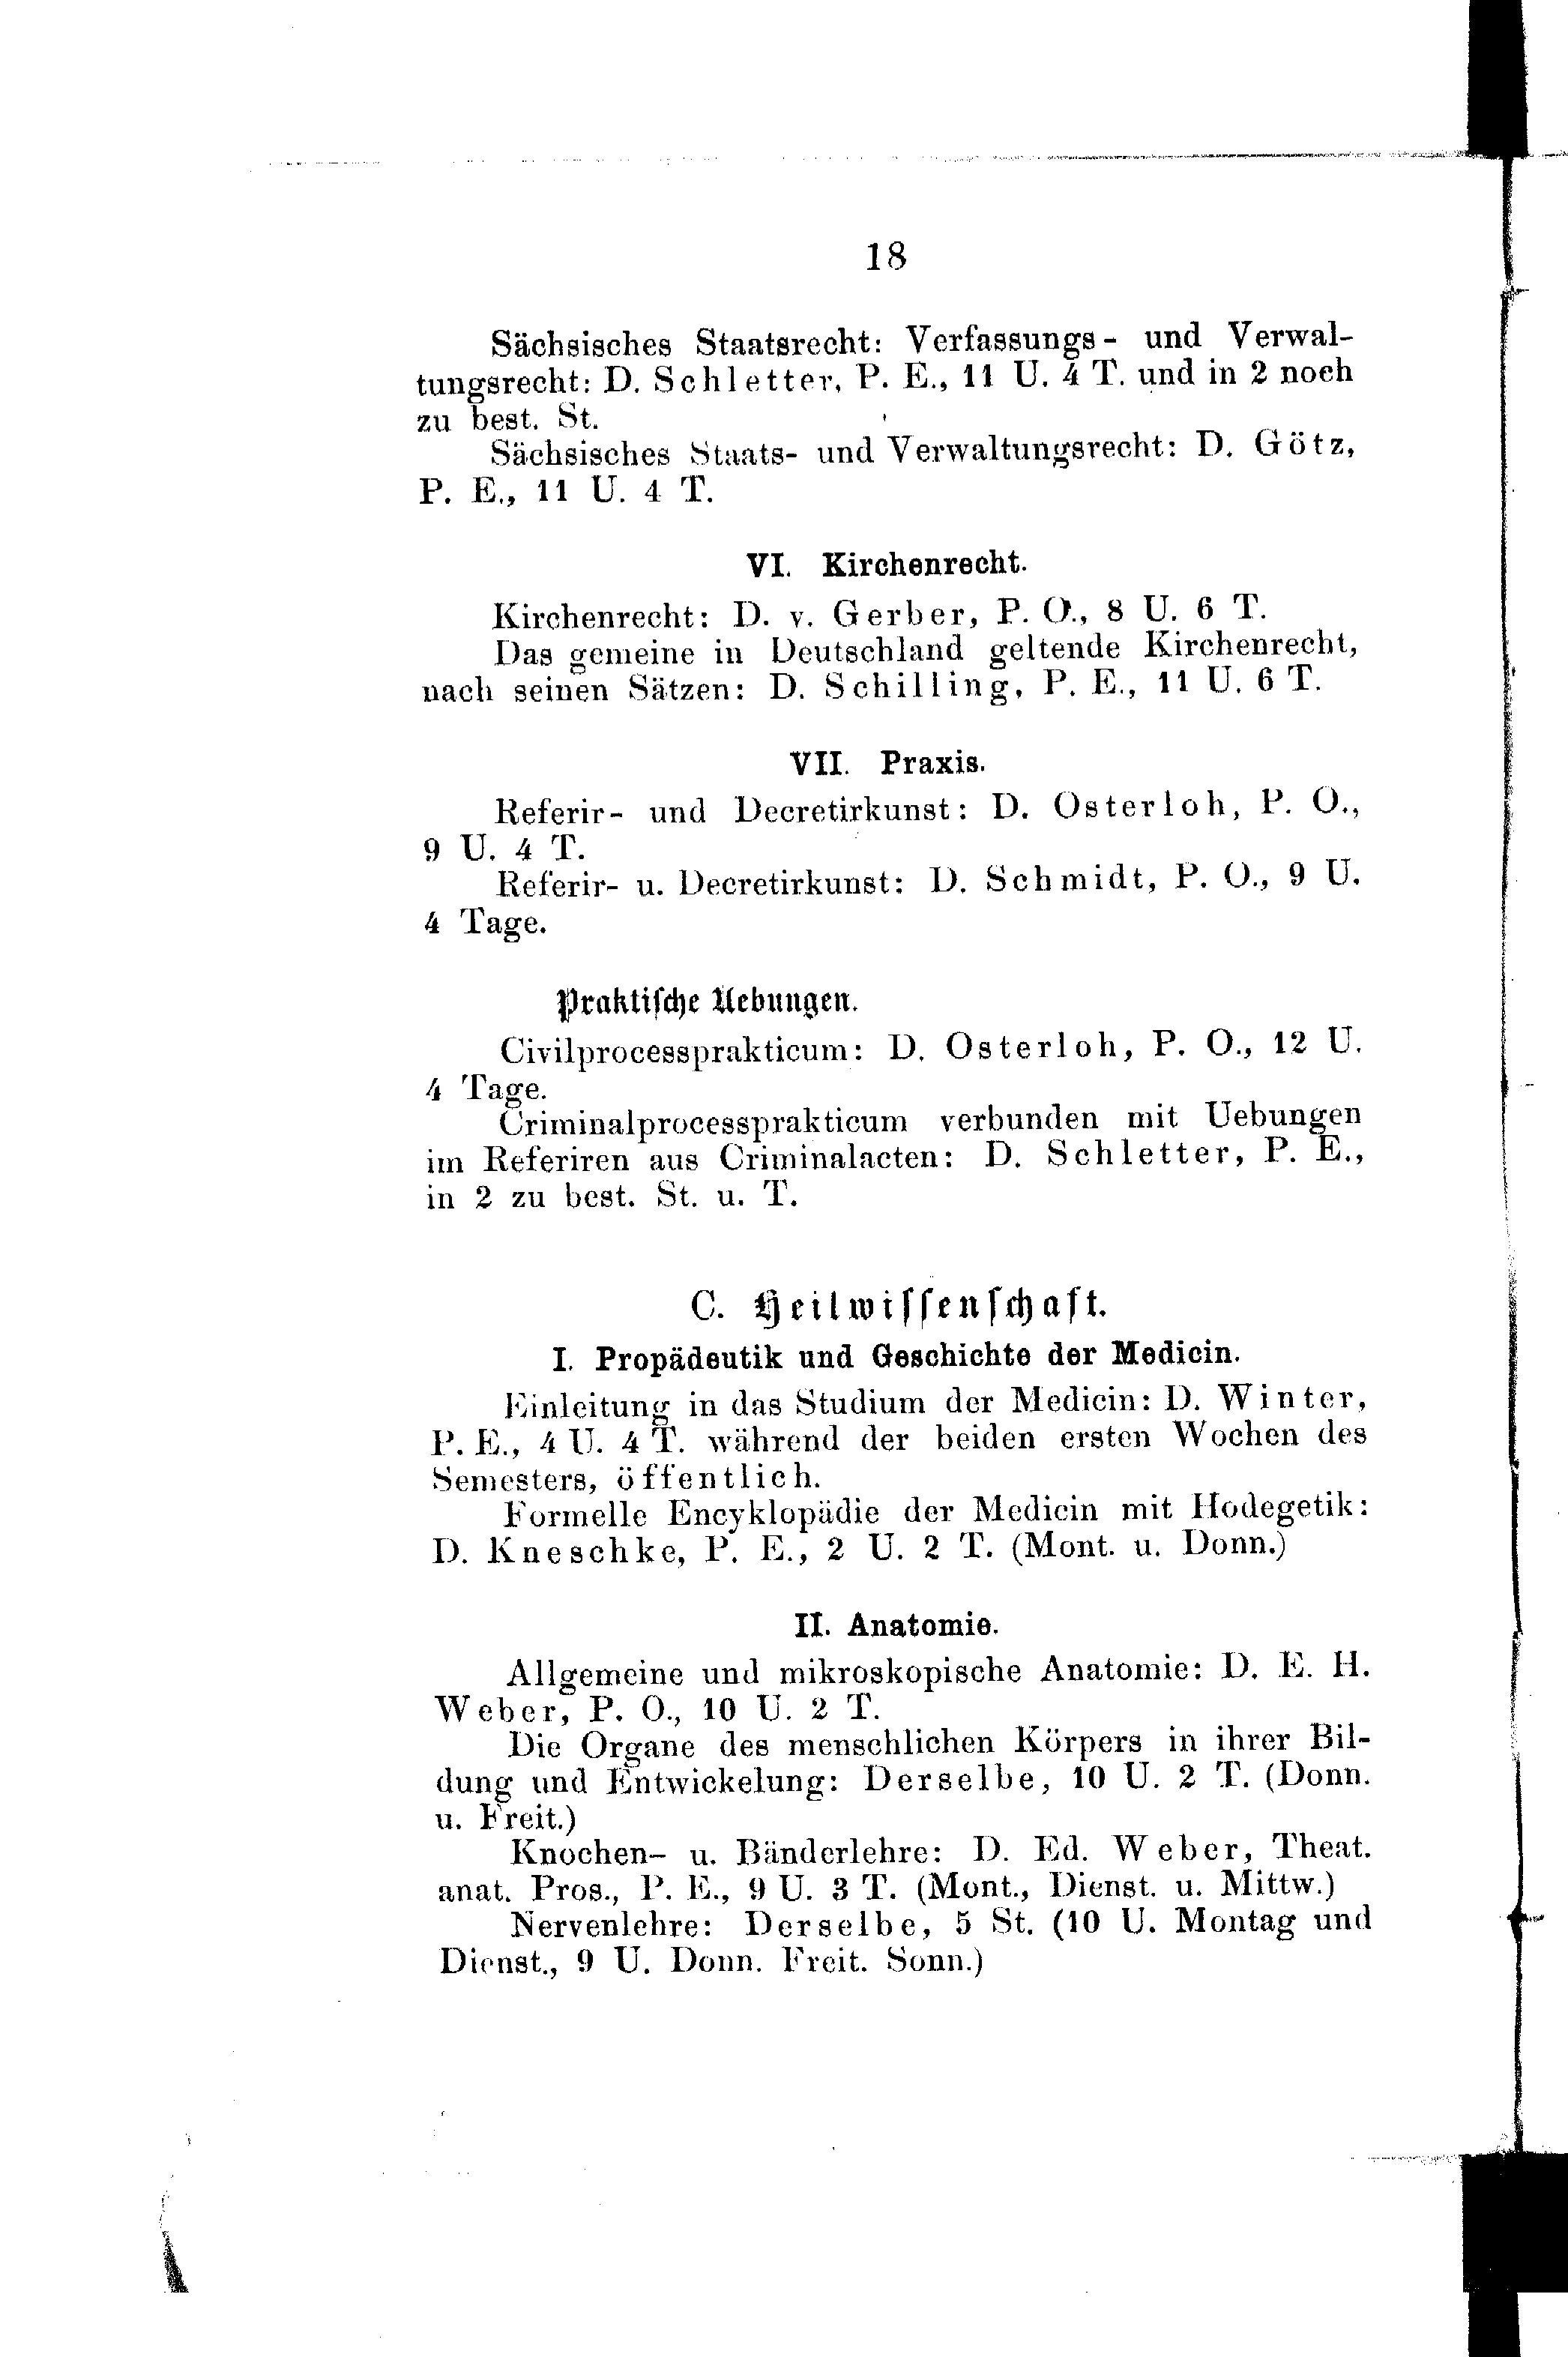 18
Sächsisches Staatsrecht: Verfassungs- und Verwal-
tungsrecht: D. Schletter, P. E., 11 U. 4 T. und in 2 noch
zu best. St.
Sächsisches Staats- und Verwaltungsrecht: D. Götz,
P. E., 11 U. 4 T.
VI. Kirchenrecht.
Kirchenrecht: D. v. Gerber, P. O., 8 U. 6 T.
Das gemeine in Deutschland geltende Kirchenrecht,
nach seinen Sätzen: D. Schilling, P. E., 11 U. 6 T.
VII. Praxis.
Referir- und Decretirkunst: D. Osterloh, P. O.,
9 U. 4 T.
Referir- u. Decretirkunst: D. Schmidt, P. O., 9 U.
4 Tage.
Praktiſche Uebungen.
Civilprocessprakticum: D. Osterloh, P. O., 12 U.
4 Tage.
Criminalprocessprakticum verbunden mit Uebungen
im Referiren aus Criminalacten: D. Schletter, P. E.,
in 2 zu best. St. u. T.
C. Heilwiſſenſchaft.
I. Propädeutik und Geschichte der Medicin.
Einleitung in das Studium der Medicin: D. Winter,
P. E., 4 U. 4 T. während der beiden ersten Wochen des
Semesters, öffentlich.
Formelle Encyklopädie der Medicin mit Hodegetik:
D. Kneschke, P. E., 2 U. 2 T. (Mont. u. Donn.)
II. Anatomie.
Allgemeine und mikroskopische Anatomie: D. E. H.
Weber, P. O., 10 U. 2 T.
Die Organe des menschlichen Körpers in ihrer Bil-
dung und Entwickelung: Derselbe, 10 U. 2 T. (Donn.
u. Freit.)
Knochen- u. Bänderlehre: D. Ed. Weber, Theat.
anat. Pros., P. E., 9 U. 3 T. (Mont., Dienst. u. Mittw.)
Nervenlehre: Derselbe, 5 St. (10 U. Montag und
Dienst., 9 U. Donn. Freit. Sonn.)